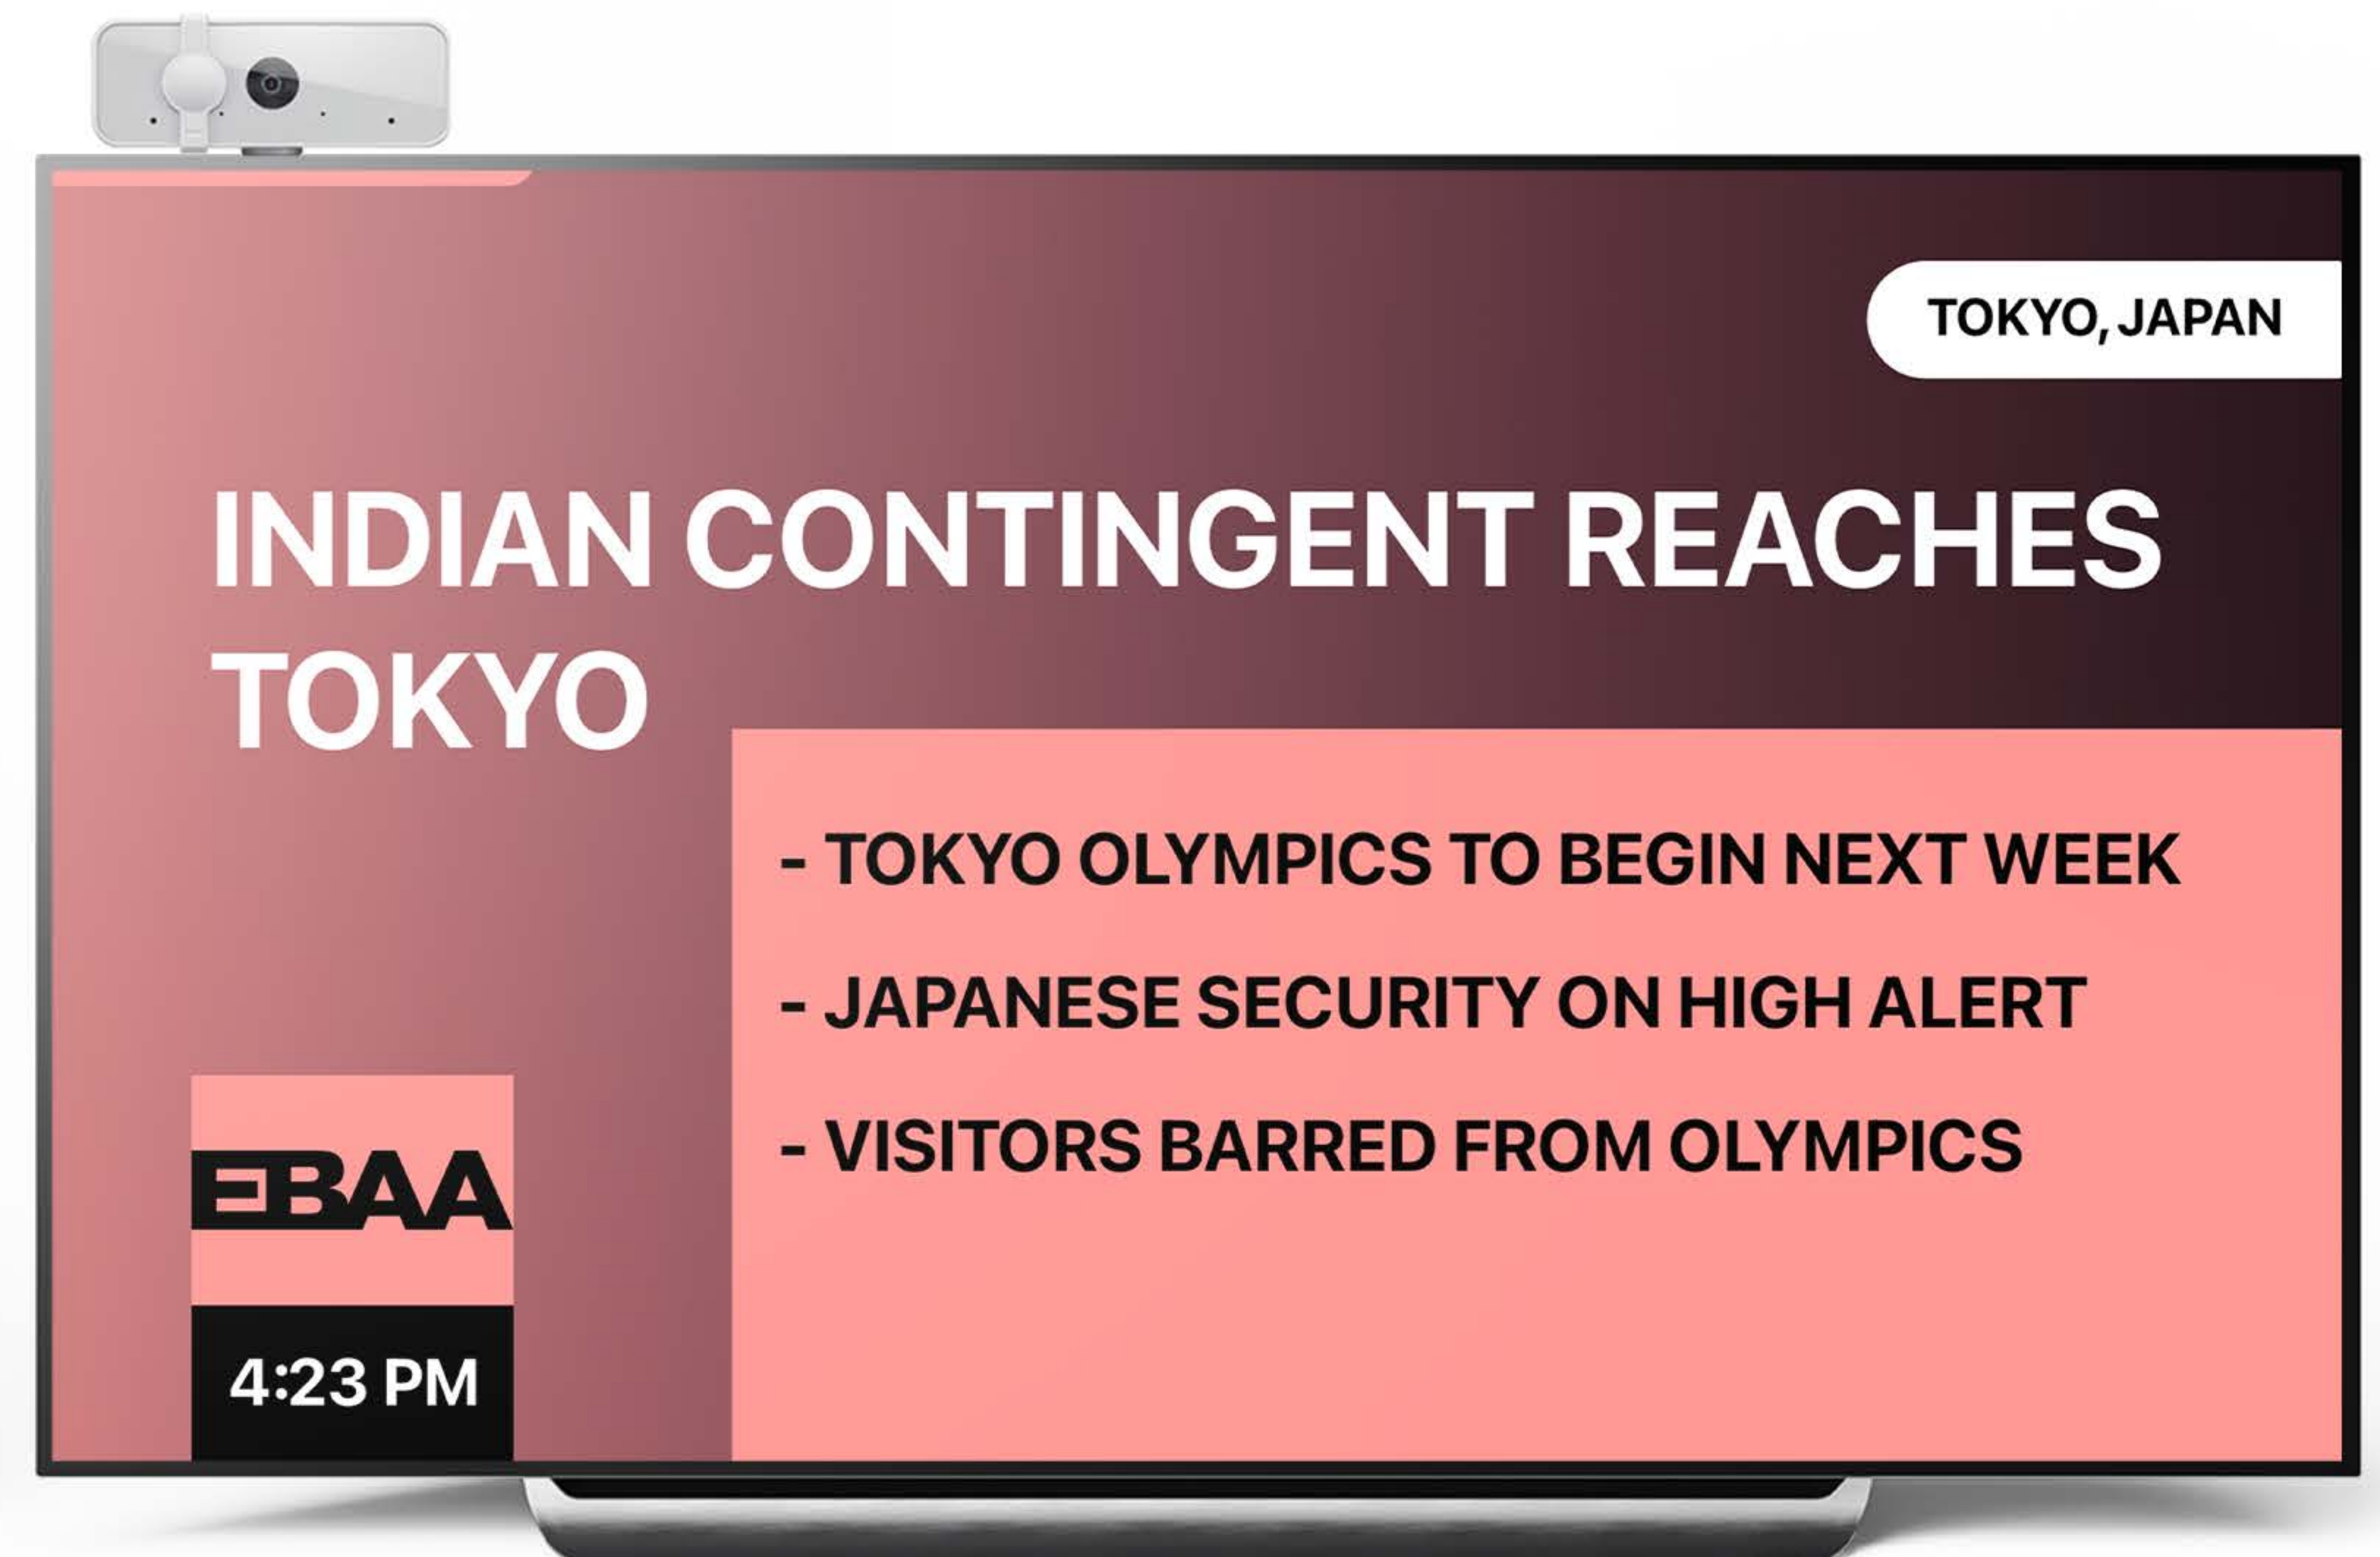 TOKYO, JAPAN
INDIAN CONTINGENT REACHES
TOKYO
- TOKYO OLYMPICS TO BEGIN NEXT WEEK
- JAPANESE SECURITY ON HIGH ALERT
- VISITORS BARRED FROM OLYMPICS
EBAA
4:23 PM